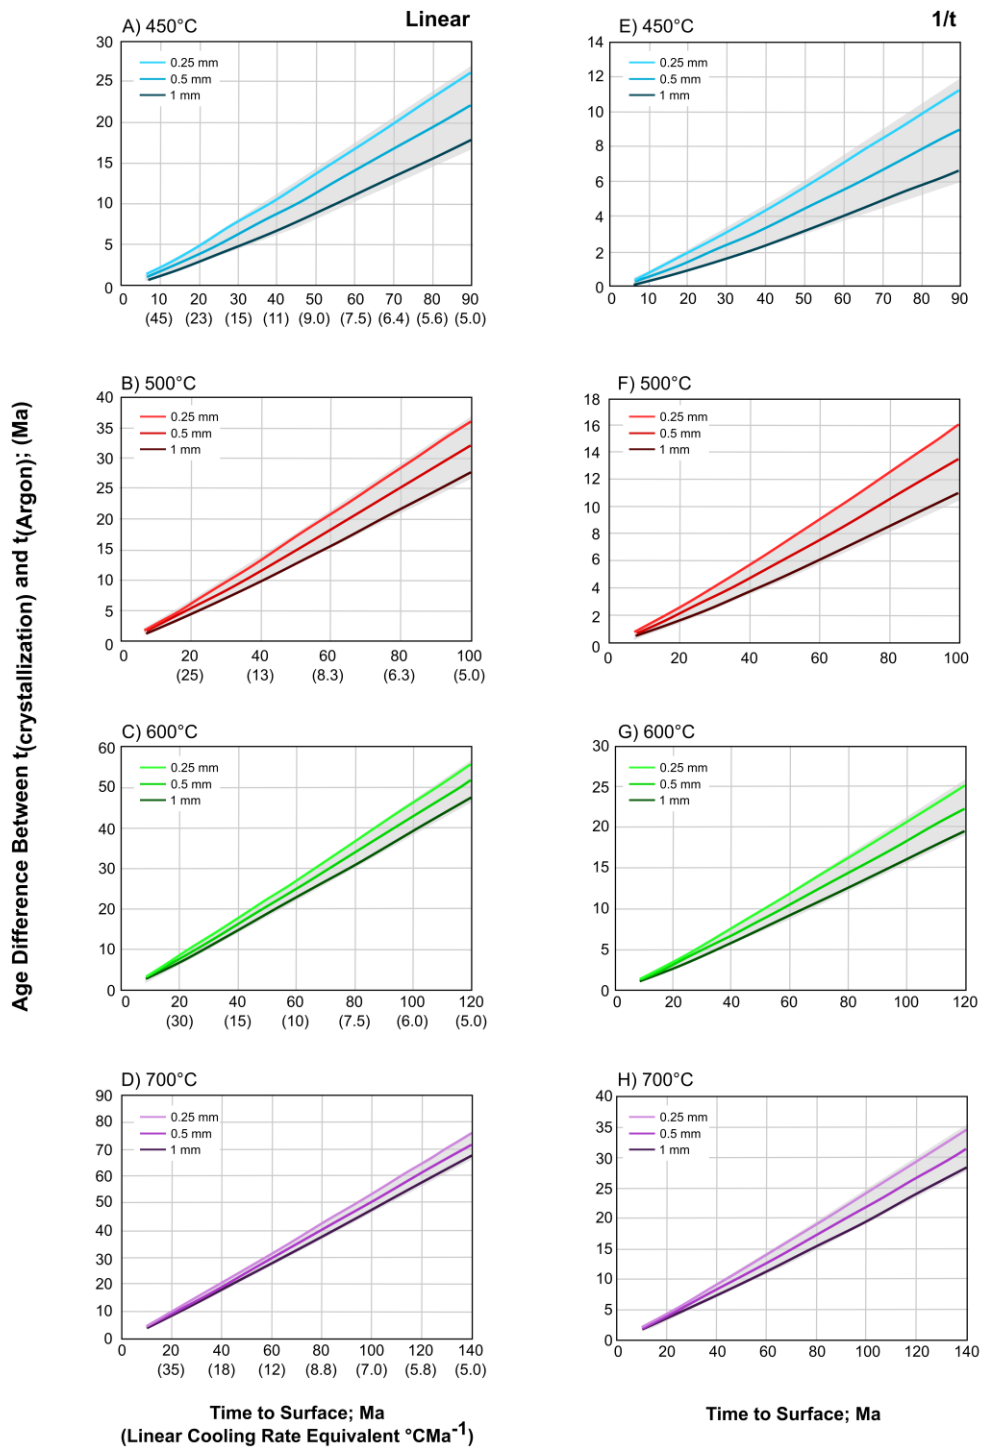 Linear
1/t
A) 450°C
30
25
20
15
10
5
0
0.25 mm
0.5 mm
1 mm
0 10 20 30 40 50 60 70 80 90
(45) (23) (15) (11) (9.0) (7.5) (6.4) (5.6) (5.0)
E) 450°C
14
12
10
8
6
4
2
0
0.25 mm
0.5 mm
1 mm
0 10 20 30 40 50 60 70 80 90
B) 500°C
40
35
30
25
20
15
10
5
0
0.25 mm
0.5 mm
1 mm
0 20 40 60 80 100
(25) (13) (8.3) (6.3) (5.0)
F) 500°C
18
16
14
12
10
8
6
4
2
0
0.25 mm
0.5 mm
1 mm
0 20 40 60 80 100
Age Difference Between t(crystallization) and t(Argon); (Ma)
C) 600°C
60
50
40
30
20
10
0
0.25 mm
0.5 mm
1 mm
0 20 40 60 80 100 120
(30) (15) (10) (7.5) (6.0) (5.0)
G) 600°C
30
25
20
15
10
5
0
0.25 mm
0.5 mm
1 mm
0 20 40 60 80 100 120
D) 700°C
90
80
70
60
50
40
30
20
10
0
0.25 mm
0.5 mm
1 mm
0 20 40 60 80 100 120 140
(35) (18) (12) (8.8) (7.0) (5.8) (5.0)
H) 700°C
40
35
30
25
20
15
10
5
0
0.25 mm
0.5 mm
1 mm
0 20 40 60 80 100 120 140
Time to Surface; Ma
(Linear Cooling Rate Equivalent °CMa⁻¹)
Time to Surface; Ma